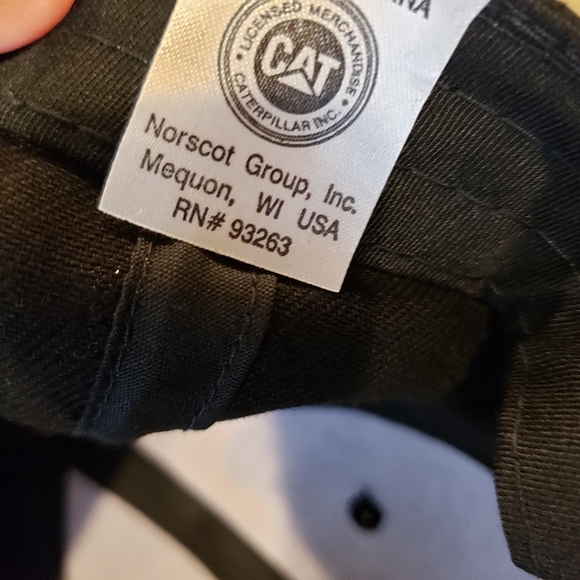 LICENSED MERCHANDISE
CAT
CATERPILLAR INC.
Norscot Group, Inc.
Mequon, WI USA
RN# 93263